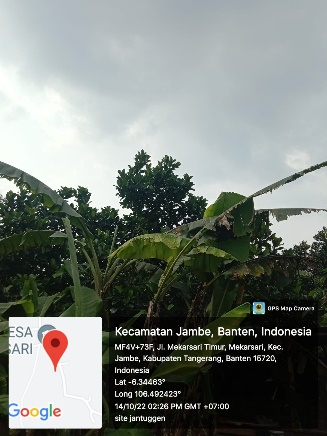 GPS Map Camera
ESA
SARI
Google
Kecamatan Jambe, Banten, Indonesia
MF4V+73F, Jl. Mekarsari Timur, Mekarsari, Kec.
Jambe, Kabupaten Tangerang, Banten 15720,
Indonesia
Lat -6.34463°
Long 106.492423°
14/10/22 02:26 PM GMT +07:00
site jantuggen